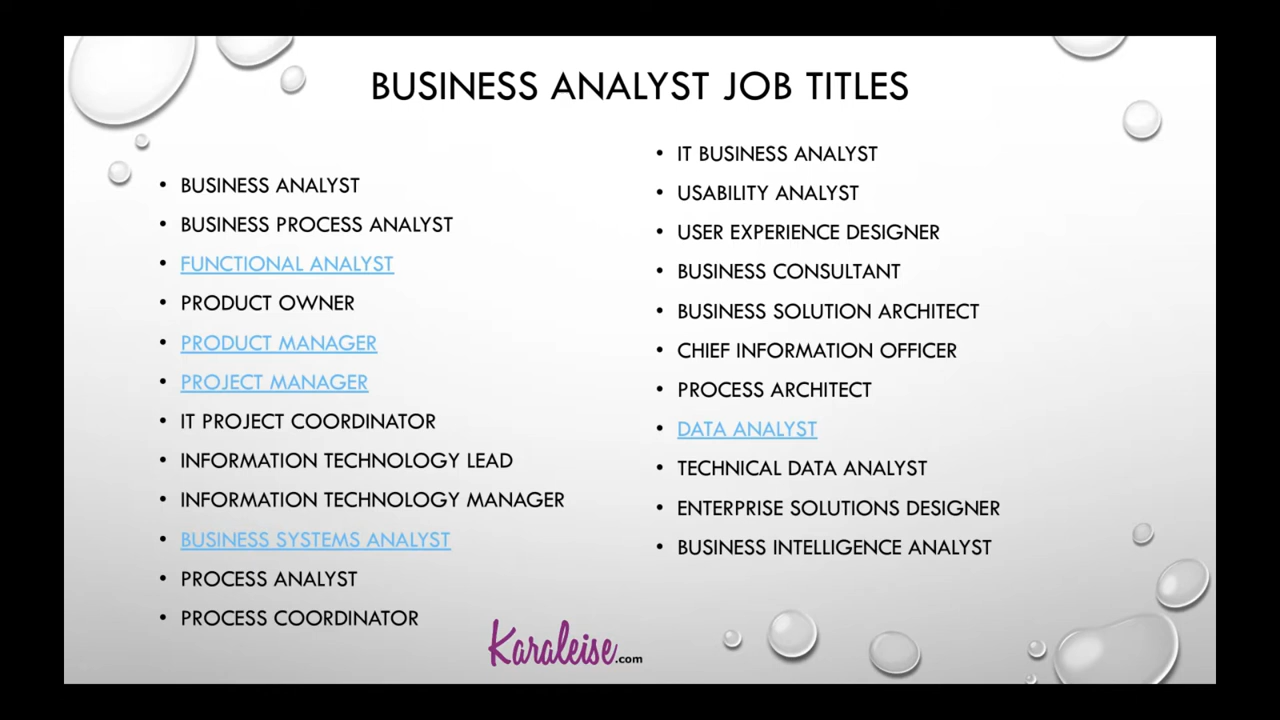 BUSINESS ANALYST JOB TITLES
• BUSINESS ANALYST
• BUSINESS PROCESS ANALYST
• FUNCTIONAL ANALYST
• PRODUCT OWNER
• PRODUCT MANAGER
• PROJECT MANAGER
• IT PROJECT COORDINATOR
• INFORMATION TECHNOLOGY LEAD
• INFORMATION TECHNOLOGY MANAGER
• BUSINESS SYSTEMS ANALYST
• PROCESS ANALYST
• PROCESS COORDINATOR
• IT BUSINESS ANALYST
• USABILITY ANALYST
• USER EXPERIENCE DESIGNER
• BUSINESS CONSULTANT
• BUSINESS SOLUTION ARCHITECT
• CHIEF INFORMATION OFFICER
• PROCESS ARCHITECT
• DATA ANALYST
• TECHNICAL DATA ANALYST
• ENTERPRISE SOLUTIONS DESIGNER
• BUSINESS INTELLIGENCE ANALYST
Karaleise.com